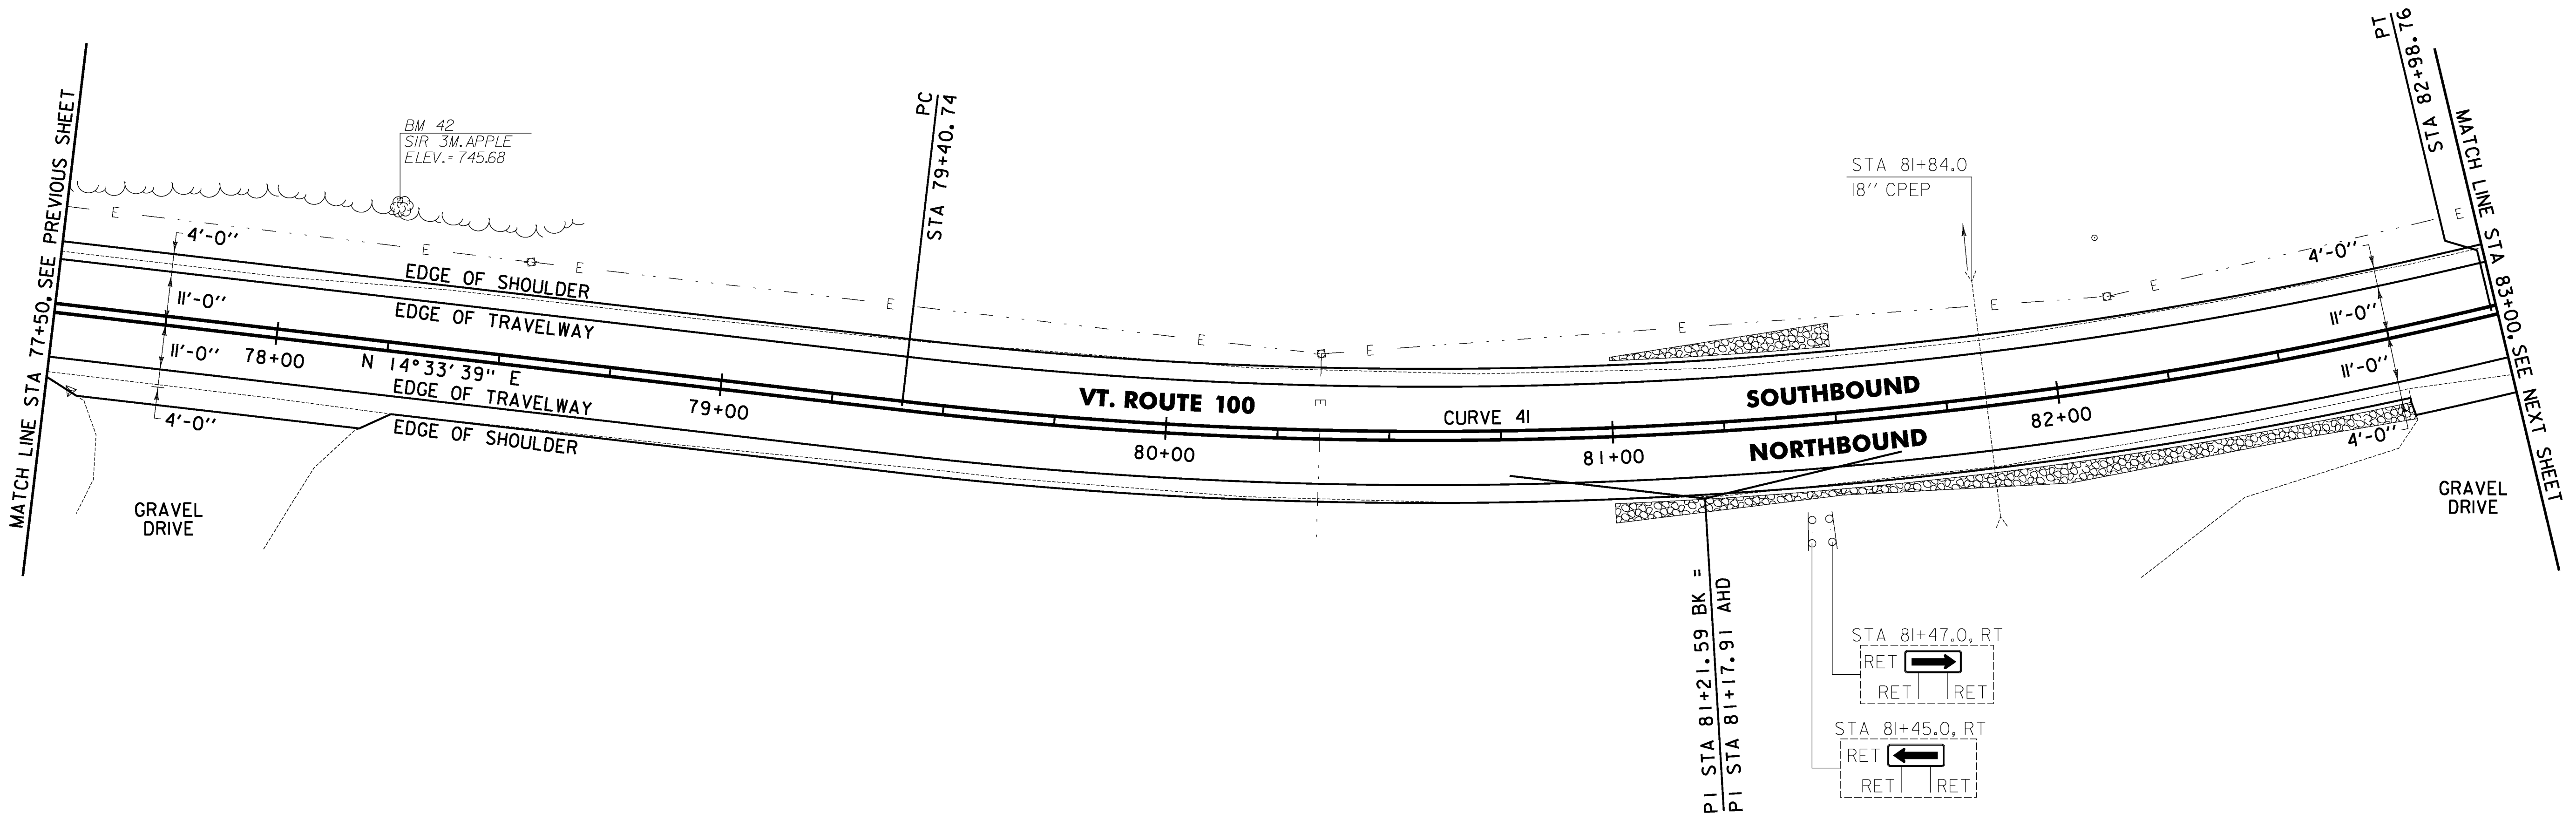 MATCH LINE STA 77+50, SEE PREVIOUS SHEET
BM 42
SIR 3M.APPLE
ELEV.= 745.68
PC
STA 79+40.74
STA 81+84.0
18" CPEP
PT
STA 82+98.76
MATCH LINE STA 83+00, SEE NEXT SHEET
E
E
E
E
E
E
E
E
E
E
E
4'-0"
11'-0"
11'-0"
4'-0"
EDGE OF SHOULDER
EDGE OF TRAVELWAY
78+00
N 14°33'39" E
EDGE OF TRAVELWAY
EDGE OF SHOULDER
79+00
VT. ROUTE 100
80+00
CURVE 41
81+00
SOUTHBOUND
NORTHBOUND
82+00
4'-0"
11'-0"
11'-0"
4'-0"
GRAVEL
DRIVE
GRAVEL
DRIVE
PI STA 81+21.59 BK =
PI STA 81+17.91 AHD
STA 81+47.0, RT
RET
RET RET
STA 81+45.0, RT
RET
RET RET